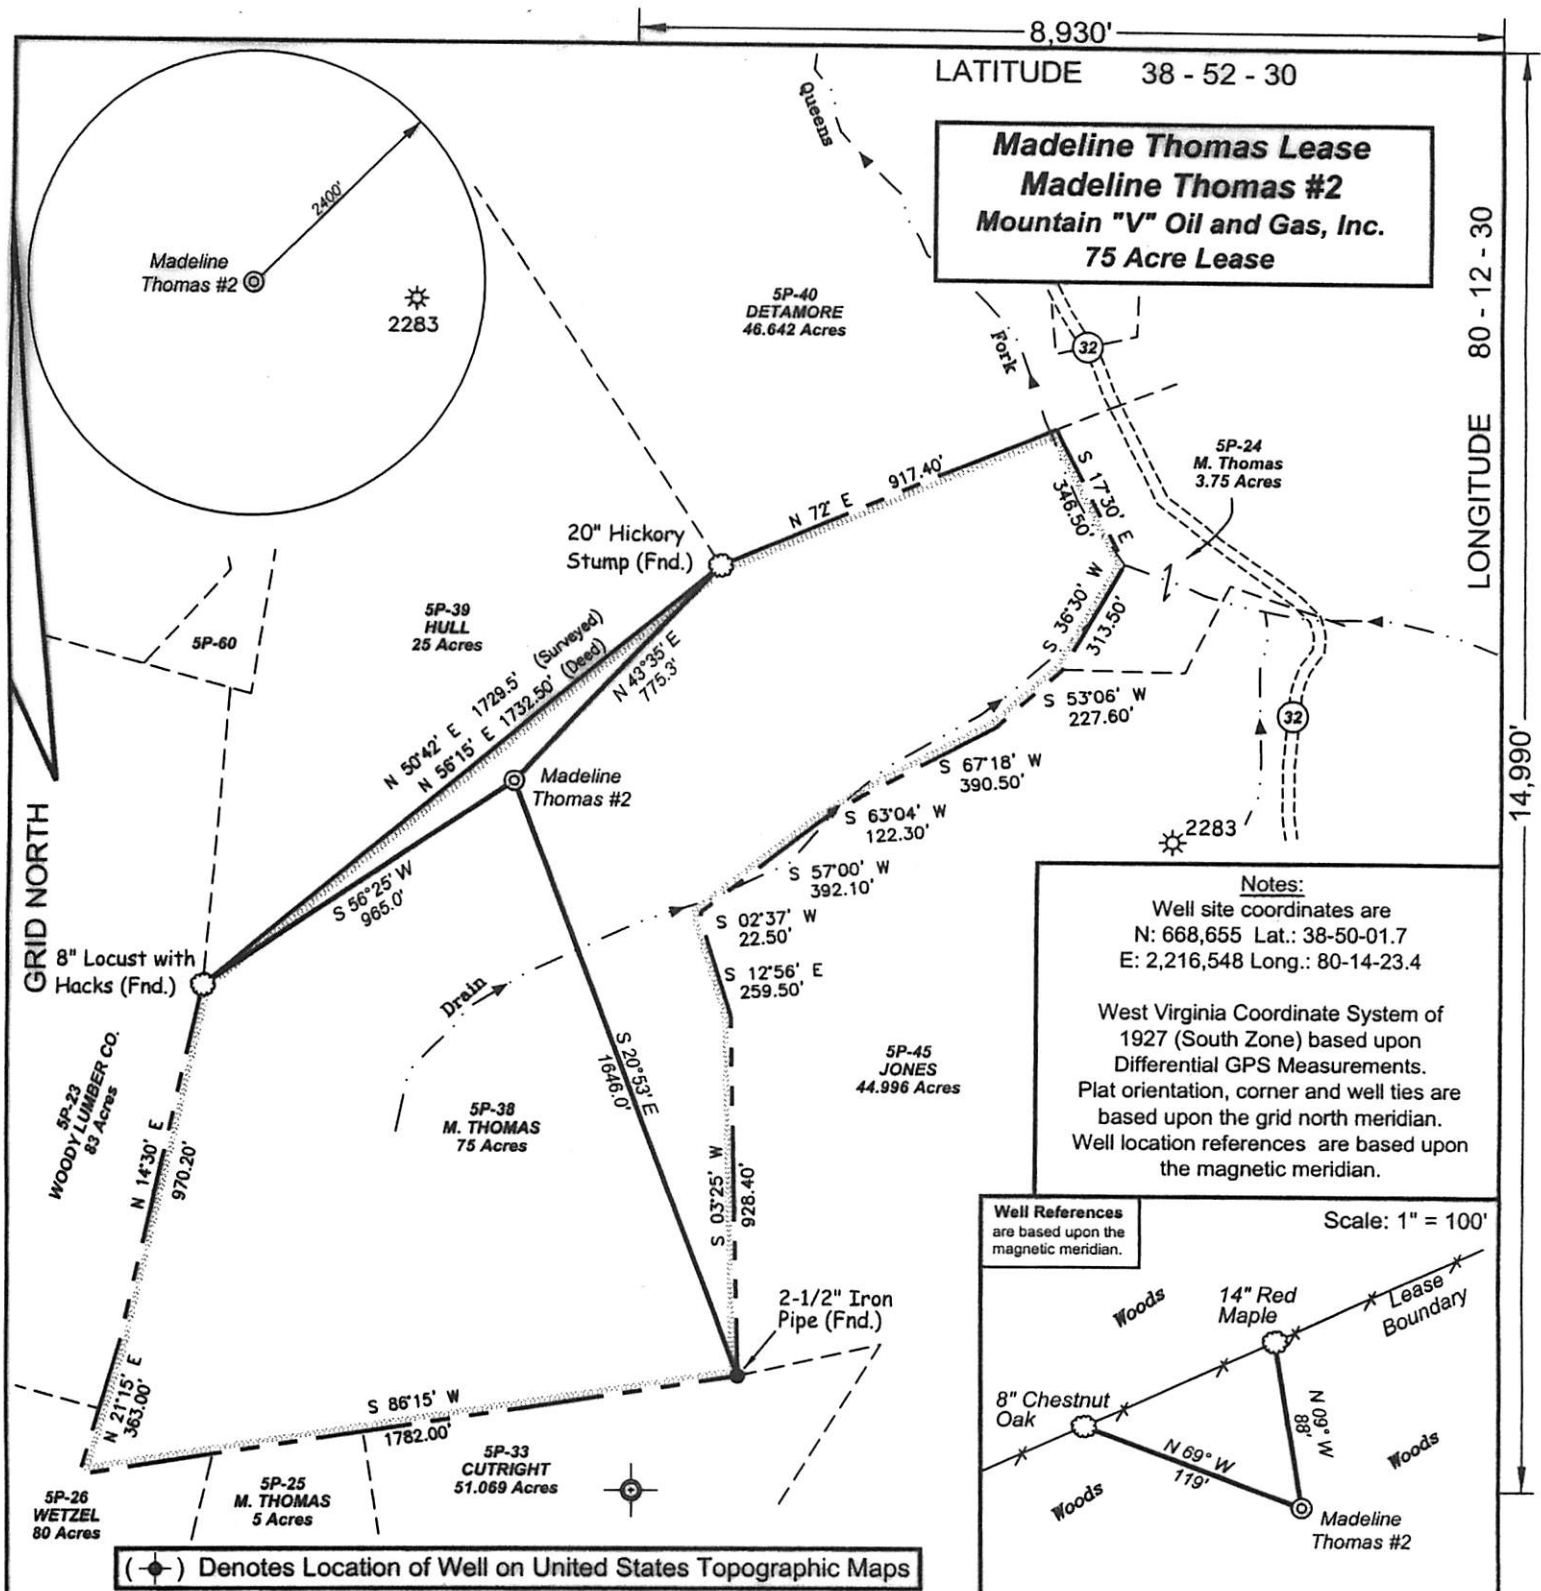 8,930'
LATITUDE 38 - 52 - 30
Madeline Thomas Lease
Madeline Thomas #2
Mountain "V" Oil and Gas, Inc.
75 Acre Lease
LONGITUDE 80 - 12 - 30
14,990'
2400'
Madeline
Thomas #2
2283
Queens
Fork
5P-40
DETAMORE
46.642 Acres
32
5P-24
M. Thomas
3.75 Acres
N 72° E 917.40'
S 17°30' E
346.50'
20" Hickory
Stump (Fnd.)
5P-39
HULL
25 Acres
5P-60
S 36°30' W
313.50'
N 50°42' E 1729.5' (Surveyed)
N 56°15' E 1732.50' (Deed)
N 43°35' E
775.3'
S 53°06' W
227.60'
32
Madeline
Thomas #2
S 67°18' W
390.50'
S 63°04' W
122.30'
2283
S 57°00' W
392.10'
S 56°25' W
965.0'
S 02°37' W
22.50'
GRID NORTH
8" Locust with
Hacks (Fnd.)
S 12°56' E
259.50'
Drain
5P-23
WOODY LUMBER CO.
83 Acres
S 20°53' E
1646.0'
5P-45
JONES
44.996 Acres
5P-38
M. THOMAS
75 Acres
N 14°30' E
970.20'
S 03°25' W
928.40'
2-1/2" Iron
Pipe (Fnd.)
N 21°15' E
363.00'
S 86°15' W
1782.00'
5P-33
CUTRIGHT
51.069 Acres
5P-25
M. THOMAS
5 Acres
5P-26
WETZEL
80 Acres
Notes:
Well site coordinates are
N: 668,655 Lat.: 38-50-01.7
E: 2,216,548 Long.: 80-14-23.4
West Virginia Coordinate System of
1927 (South Zone) based upon
Differential GPS Measurements.
Plat orientation, corner and well ties are
based upon the grid north meridian.
Well location references are based upon
the magnetic meridian.
Well References
are based upon the
magnetic meridian.
Scale: 1" = 100'
Woods
14" Red
Maple
Lease
Boundary
8" Chestnut
Oak
N 09° W
88'
N 69° W
119'
Woods
Woods
Madeline
Thomas #2
( ) Denotes Location of Well on United States Topographic Maps